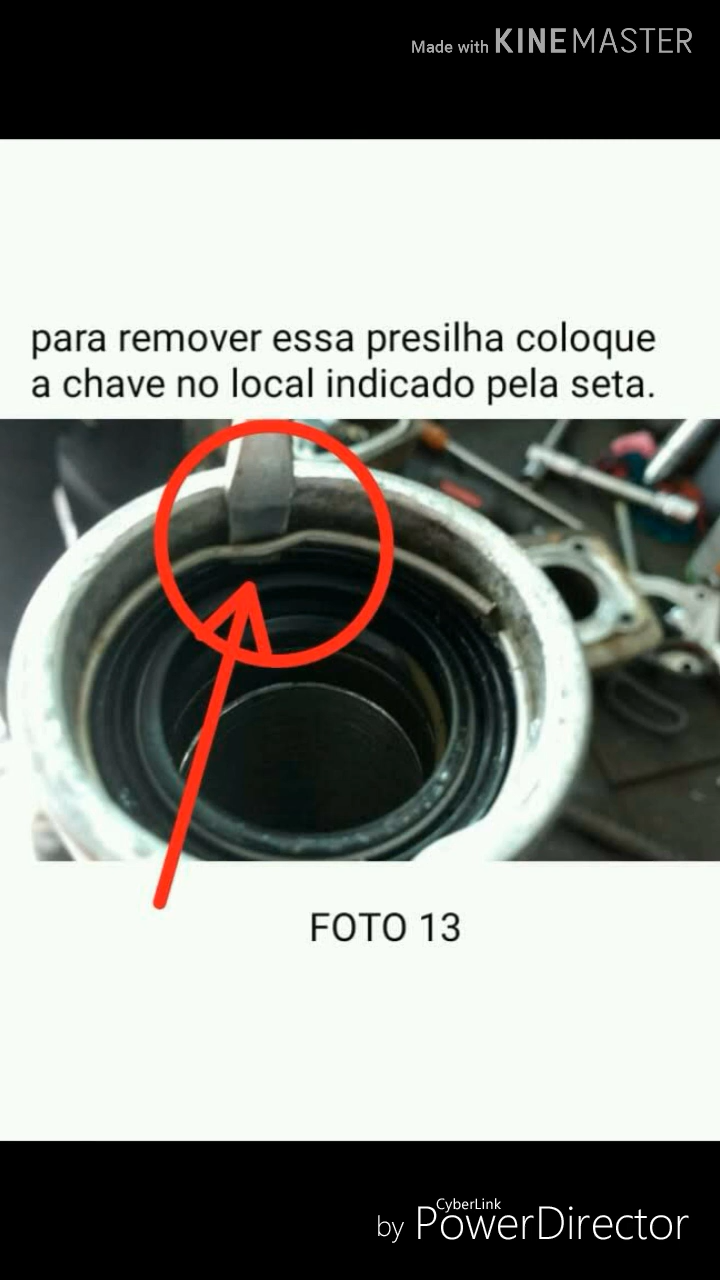 Made with KINEMASTER
para remover essa presilha coloque
a chave no local indicado pela seta.
FOTO 13
CyberLink
by PowerDirector